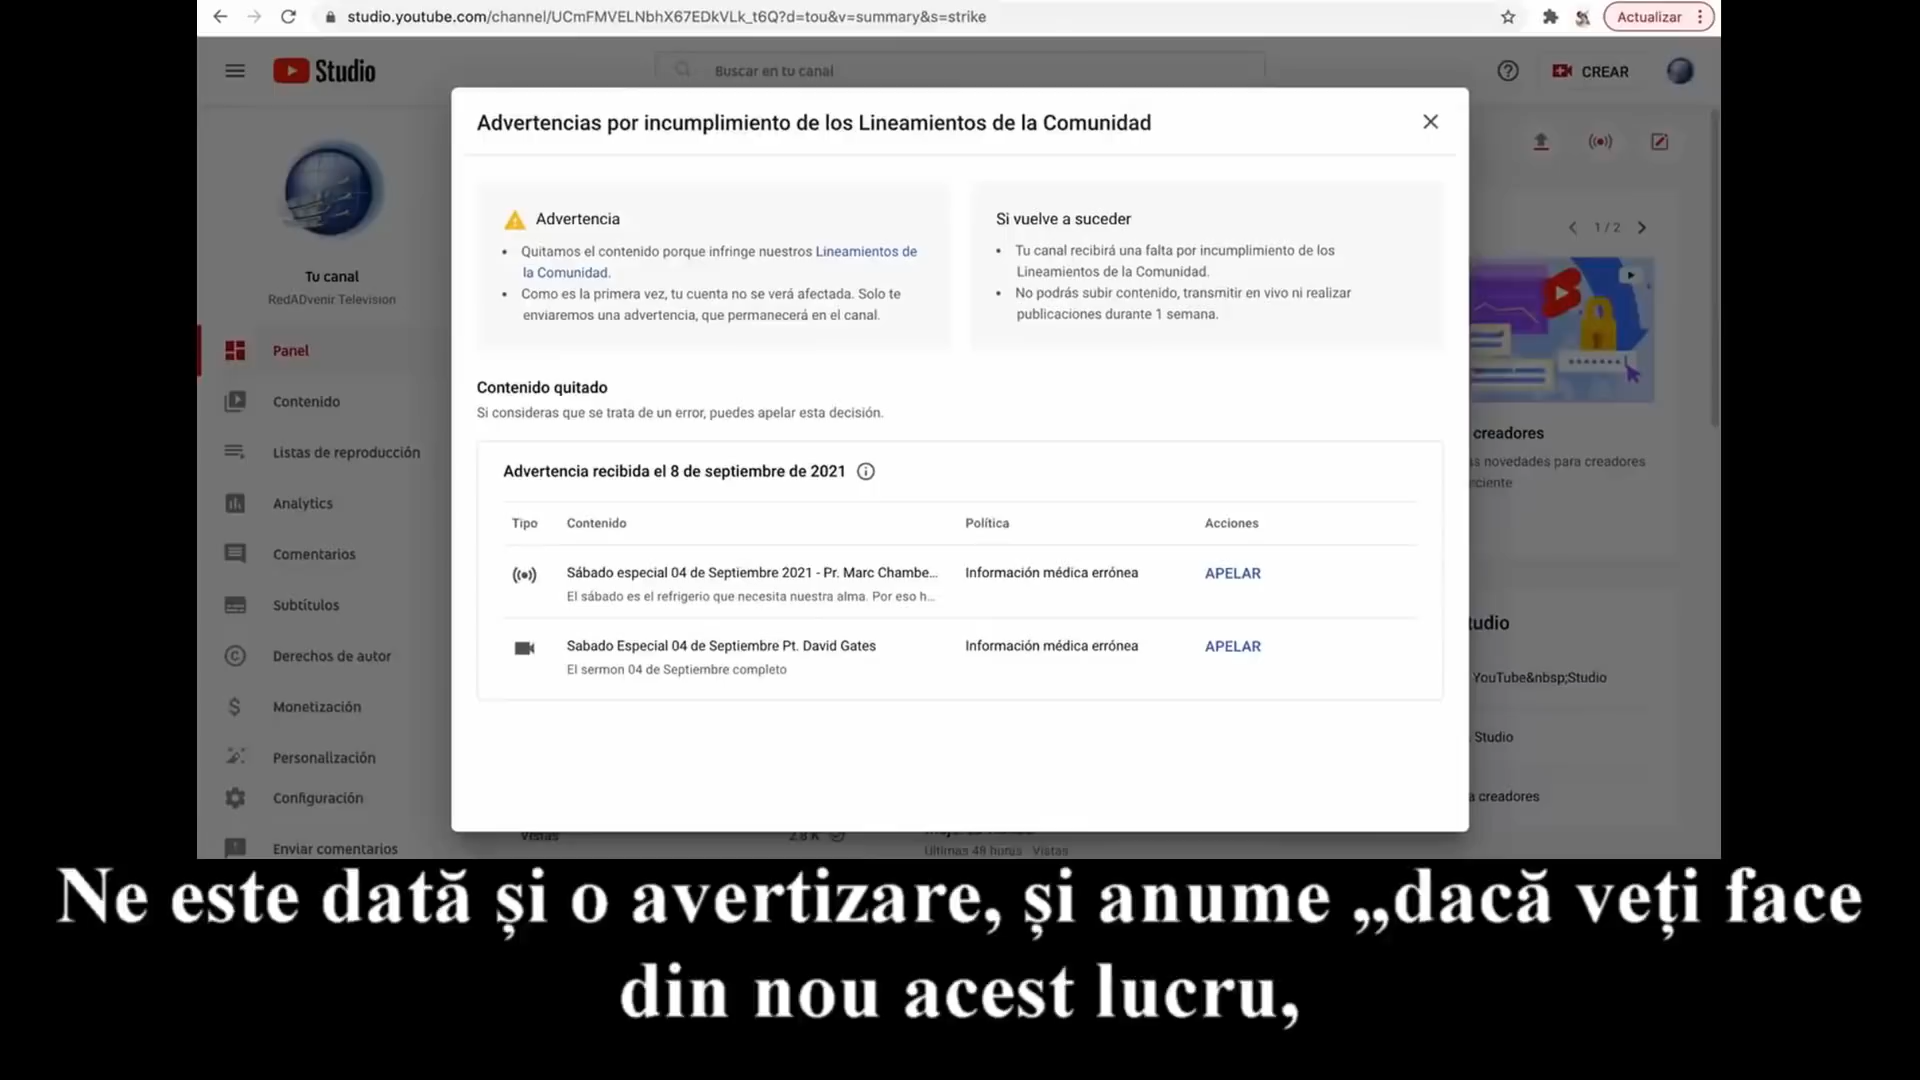 studio.youtube.com/channel/UCmFMVELNbhX67EDkVLk_t6Q?d=tou&v=summary&s=strike
Actualizar
Studio
Buscar en tu canal
CREAR
Advertencias por incumplimiento de los Lineamientos de la Comunidad
Advertencia
Quitamos el contenido porque infringe nuestros Lineamientos de
la Comunidad.
Como es la primera vez, tu cuenta no se verá afectada. Solo te
enviaremos una advertencia, que permanecerá en el canal.
Si vuelve a suceder
Tu canal recibirá una falta por incumplimiento de los
Lineamientos de la Comunidad.
No podrás subir contenido, transmitir en vivo ni realizar
publicaciones durante 1 semana.
Contenido quitado
Si consideras que se trata de un error, puedes apelar esta decisión.
Advertencia recibida el 8 de septiembre de 2021
Tipo Contenido Política Acciones
Sábado especial 04 de Septiembre 2021 - Pr. Marc Chambe... Información médica errónea APELAR
El sábado es el refrigerio que necesita nuestra alma. Por eso h...
Sabado Especial 04 de Septiembre Pt. David Gates Información médica errónea APELAR
El sermon 04 de Septiembre completo
Tu canal
RedADvenir Television
Panel
Contenido
Listas de reproducción
Analytics
Comentarios
Subtítulos
Derechos de autor
Monetización
Personalización
Configuración
Enviar comentarios
1 / 2
creadores
novedades para creadores
YouTube&nbsp;Studio
Studio
creadores
Vistas
Últimas 48 horas · Vistas
Ne este dată și o avertizare, și anume „dacă veți face
din nou acest lucru,